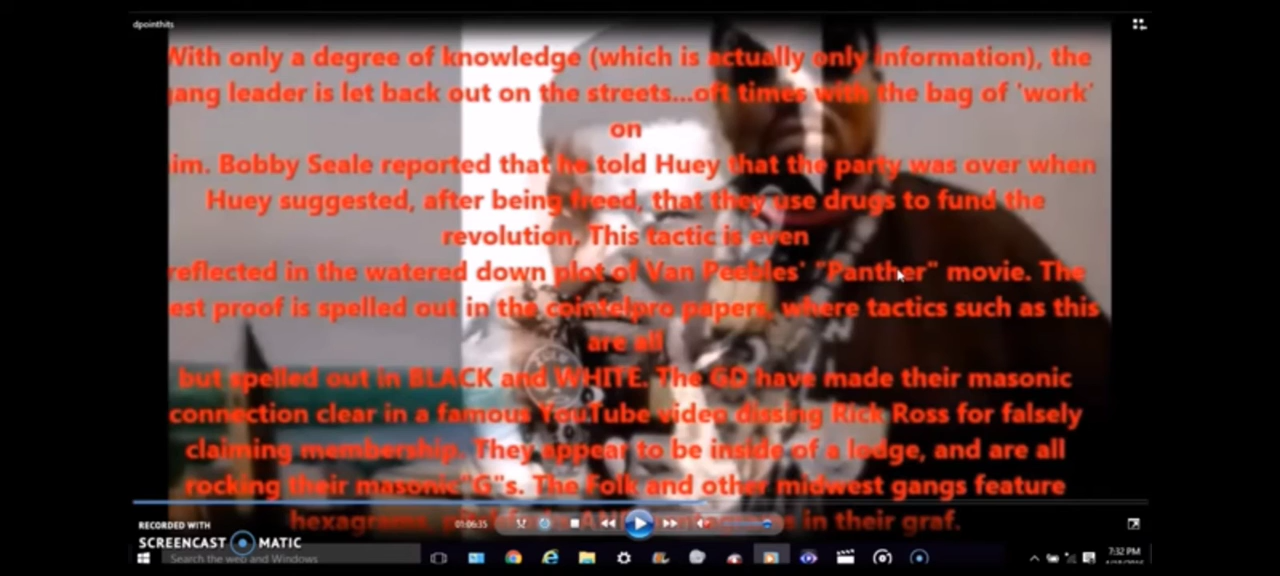 dpointhits
With only a degree of knowledge (which is actually only information), the
gang leader is let back out on the streets...oft times with the bag of 'work'
on
im. Bobby Seale reported that he told Huey that the party was over when
Huey suggested, after being freed, that they use drugs to fund the
revolution. This tactic is even
reflected in the watered down plot of Van Peebles' "Panther" movie. The
est proof is spelled out in the cointelpro papers, where tactics such as this
are all
but spelled out in BLACK and WHITE. The GD have made their masonic
connection clear in a famous YouTube video dissing Rick Ross for falsely
claiming membership. They appear to be inside of a lodge, and are all
rocking their masonic"G"s. The Folk and other midwest gangs feature
hexagrams, in their graf.
01:06:35
RECORDED WITH
SCREENCAST MATIC
Search the web and Windows
7:32 PM